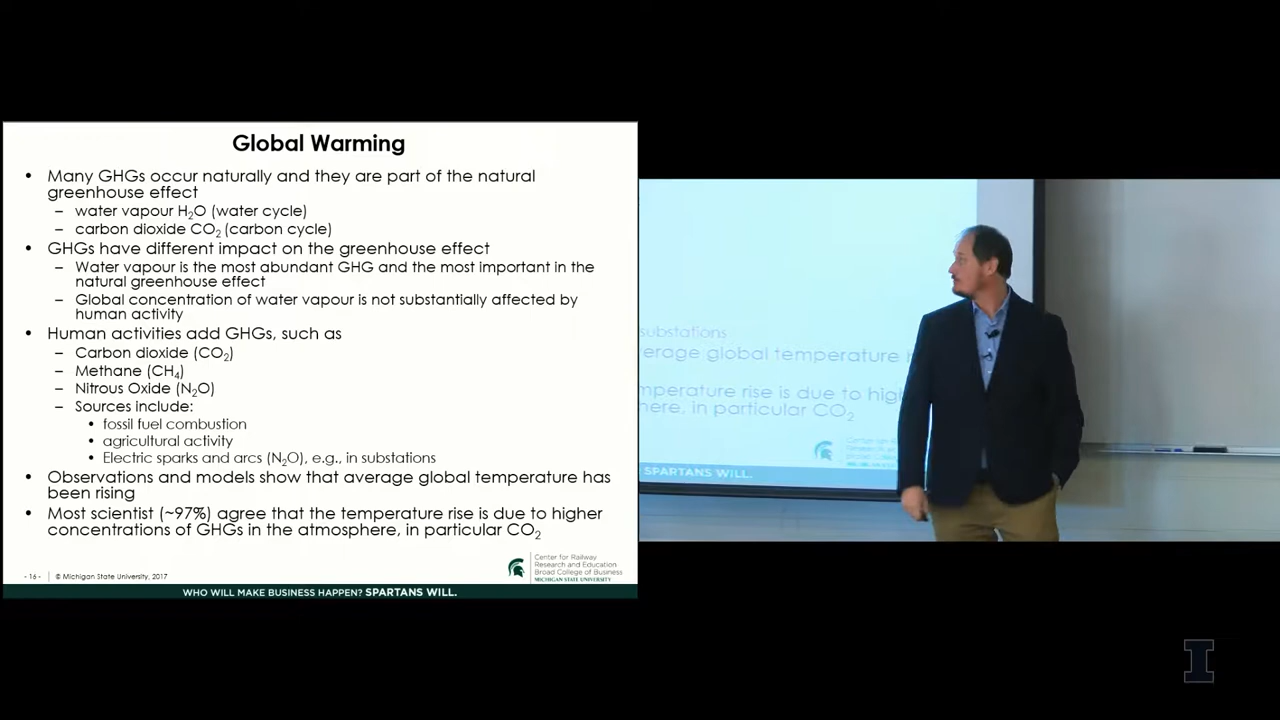 Global Warming
• Many GHGs occur naturally and they are part of the natural
greenhouse effect
– water vapour H₂O (water cycle)
– carbon dioxide CO₂ (carbon cycle)
• GHGs have different impact on the greenhouse effect
– Water vapour is the most abundant GHG and the most important in the
natural greenhouse effect
– Global concentration of water vapour is not substantially affected by
human activity
• Human activities add GHGs, such as
– Carbon dioxide (CO₂)
– Methane (CH₄)
– Nitrous Oxide (N₂O)
– Sources include:
• fossil fuel combustion
• agricultural activity
• Electric sparks and arcs (N₂O), e.g., in substations
• Observations and models show that average global temperature has
been rising
• Most scientist (~97%) agree that the temperature rise is due to higher
concentrations of GHGs in the atmosphere, in particular CO₂
- 16 - © Michigan State University, 2017
Center for Railway
Research and Education
Broad College of Business
MICHIGAN STATE UNIVERSITY
WHO WILL MAKE BUSINESS HAPPEN? SPARTANS WILL.
substations
erage global temperature
mperature rise is due to hig
here, in particular CO₂
SPARTANS WILL.
I